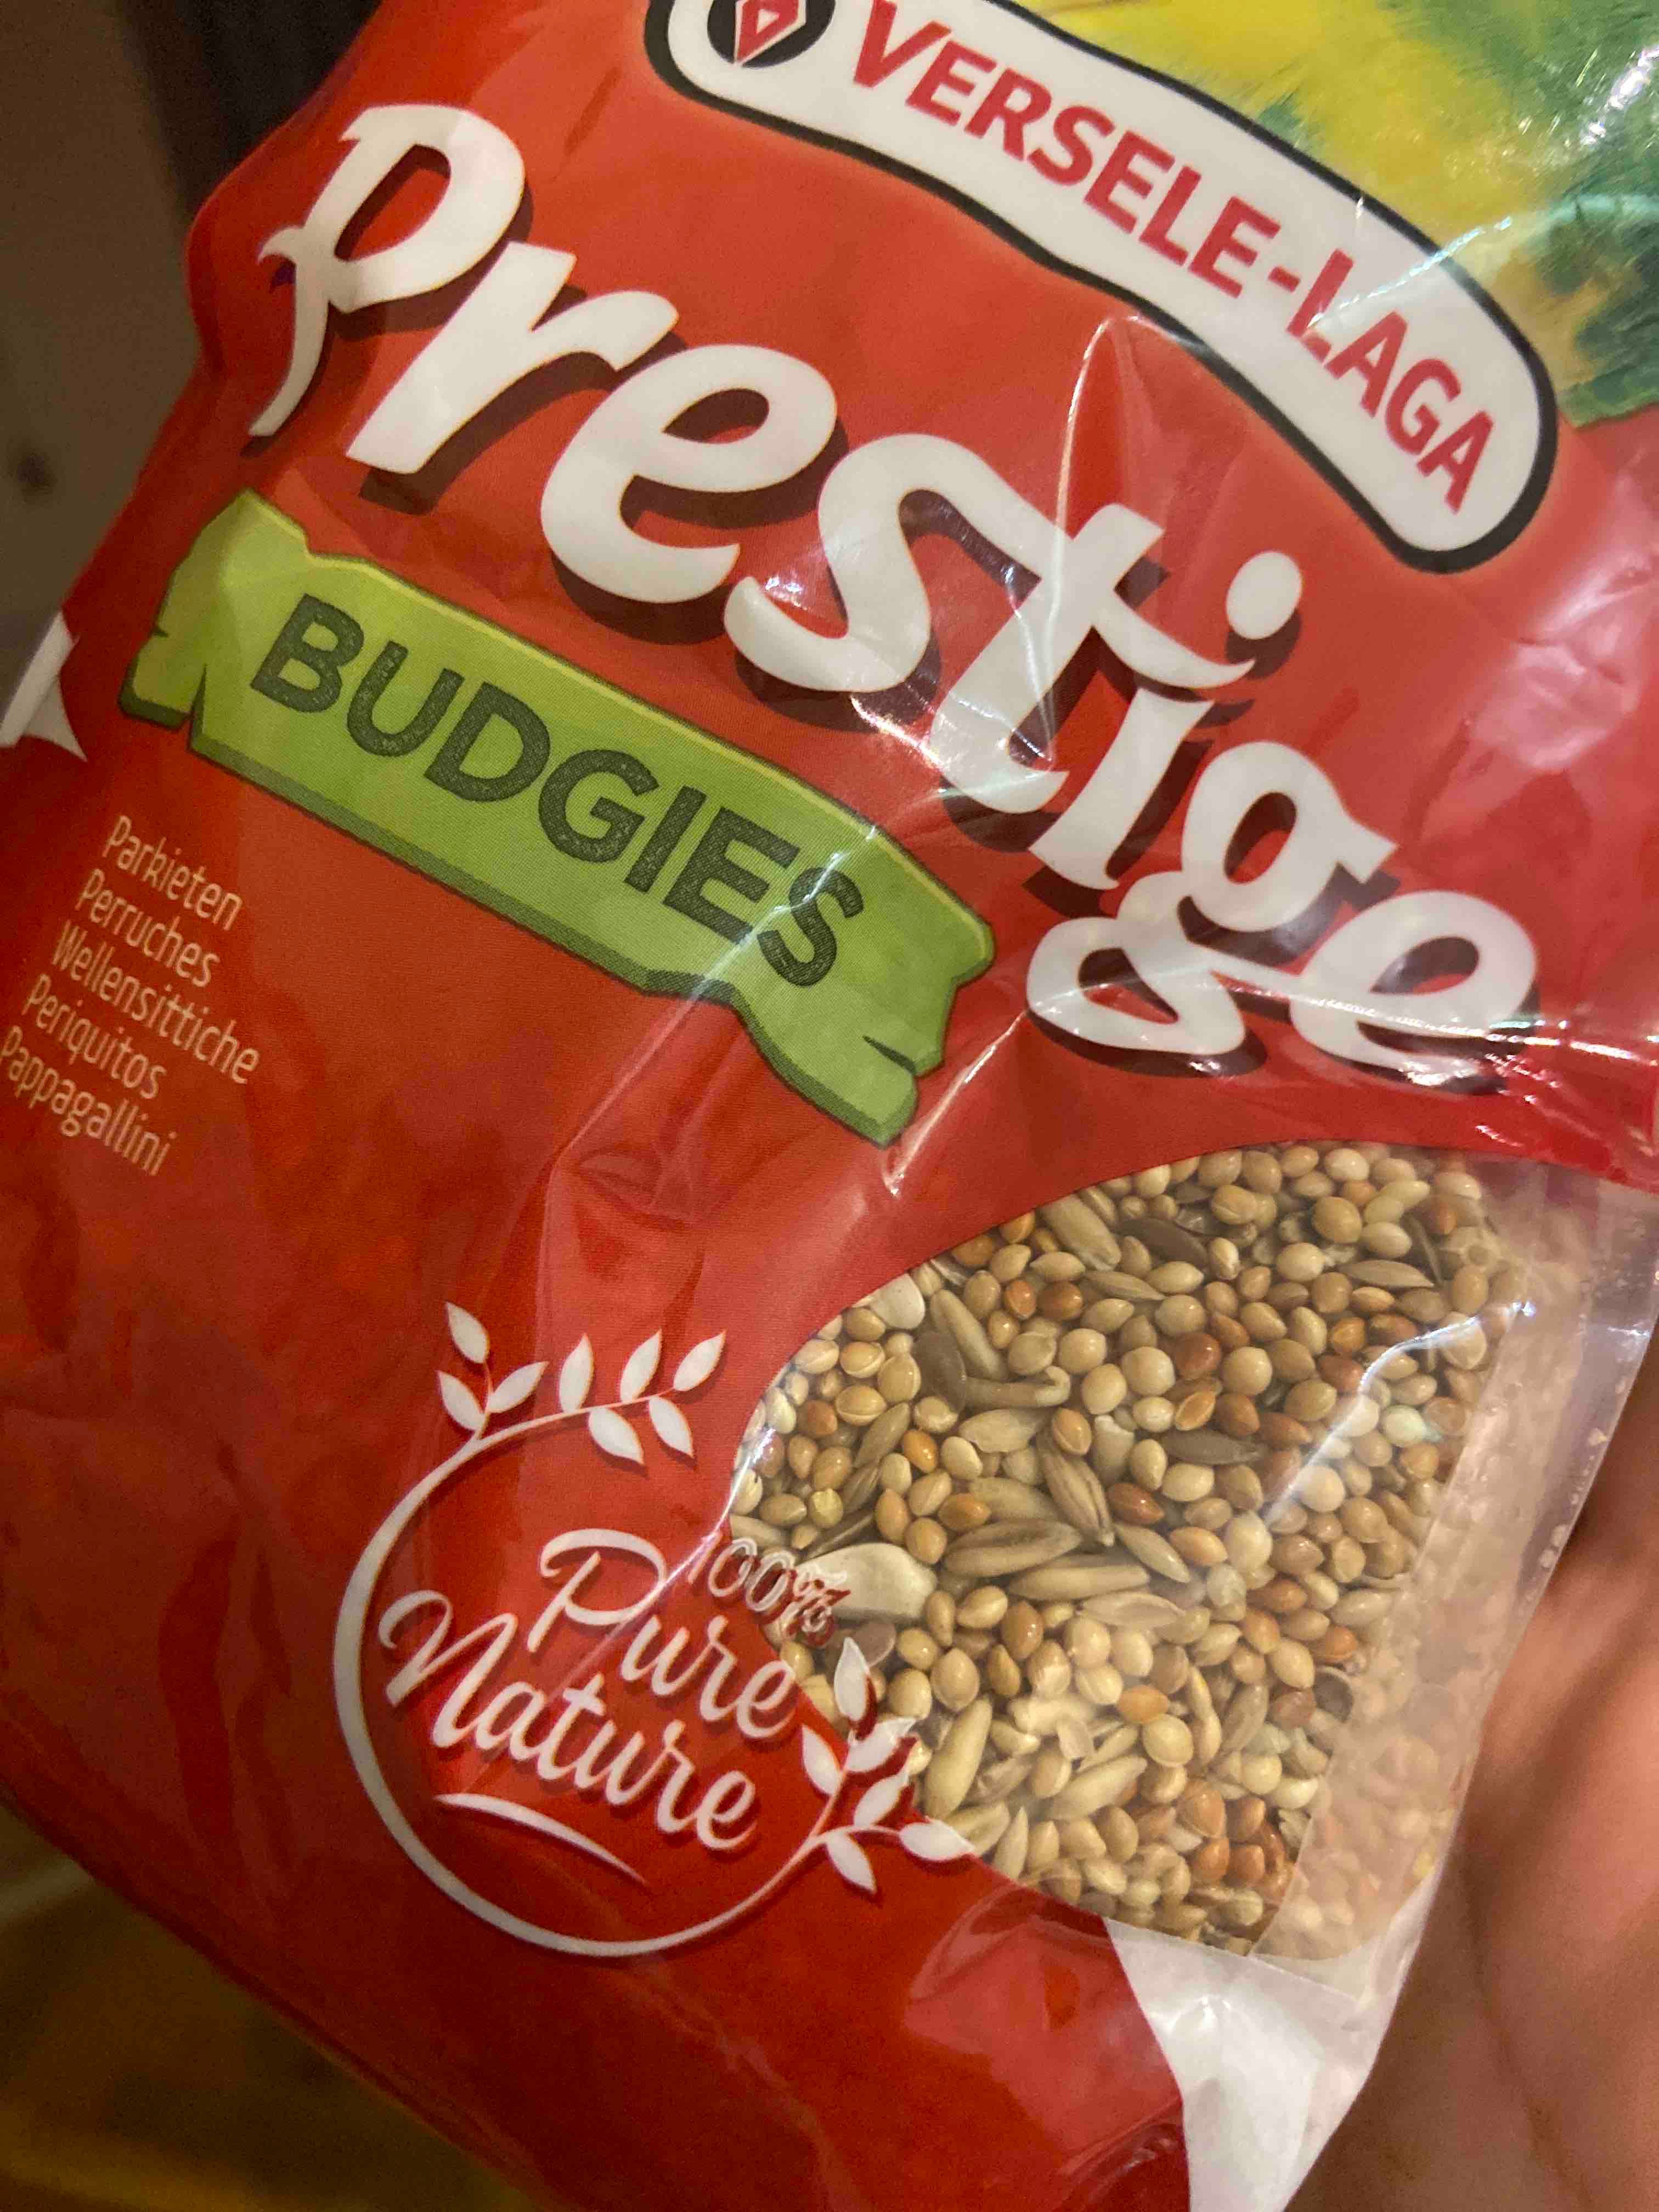 VERSELE-LAGA
Prestige
BUDGIES
Parkieten
Perruches
Wellensittiche
Periquitos
Pappagallini
100%
Pure
Nature